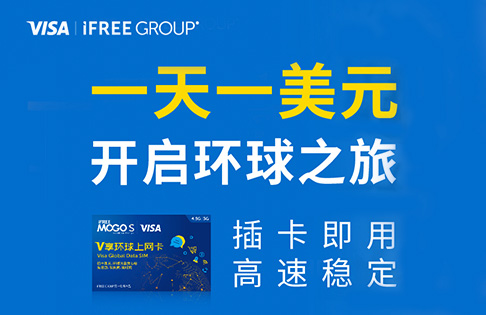 VISA | iFREE GROUP
一天一美元
开启环球之旅
iFREE
MOGO S VISA
V享环球上网卡
Visa Global Data SIM
插卡即用
高速稳定